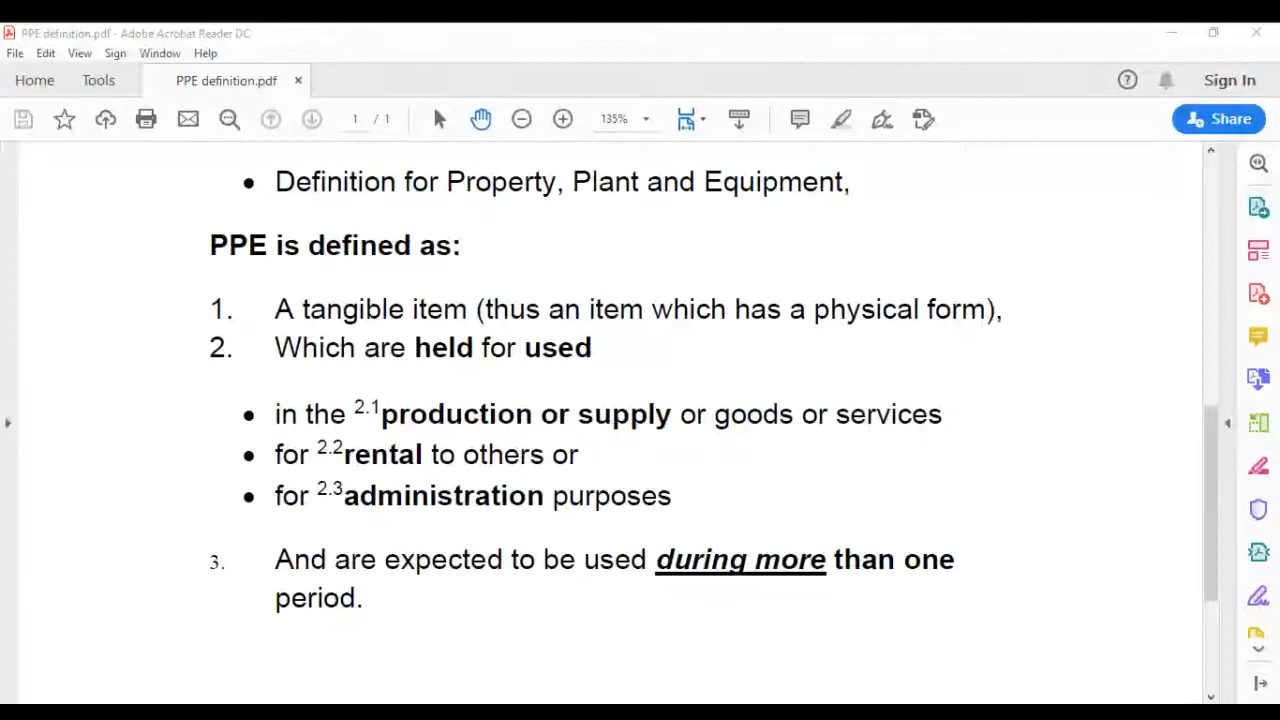 PPE definition.pdf - Adobe Acrobat Reader DC
File Edit View Sign Window Help
Home Tools PPE definition.pdf × Sign In
1 / 1 135% Share
• Definition for Property, Plant and Equipment,
PPE is defined as:
1. A tangible item (thus an item which has a physical form),
2. Which are held for used
• in the 2.1production or supply or goods or services
• for 2.2rental to others or
• for 2.3administration purposes
3. And are expected to be used during more than one
period.